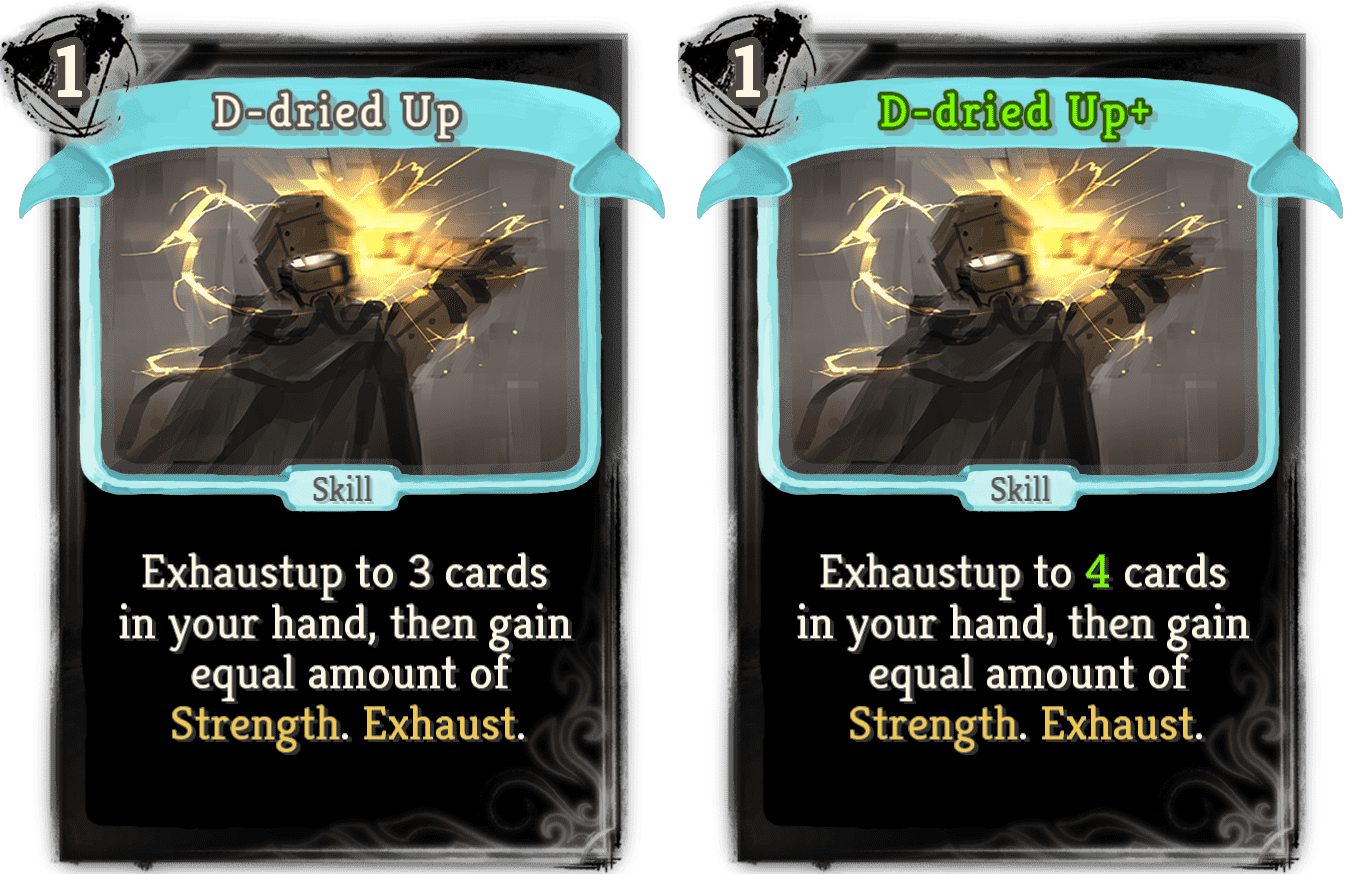 1
D-dried Up
Skill
Exhaustup to 3 cards
in your hand, then gain
equal amount of
Strength. Exhaust.
1
D-dried Up+
Skill
Exhaustup to 4 cards
in your hand, then gain
equal amount of
Strength. Exhaust.